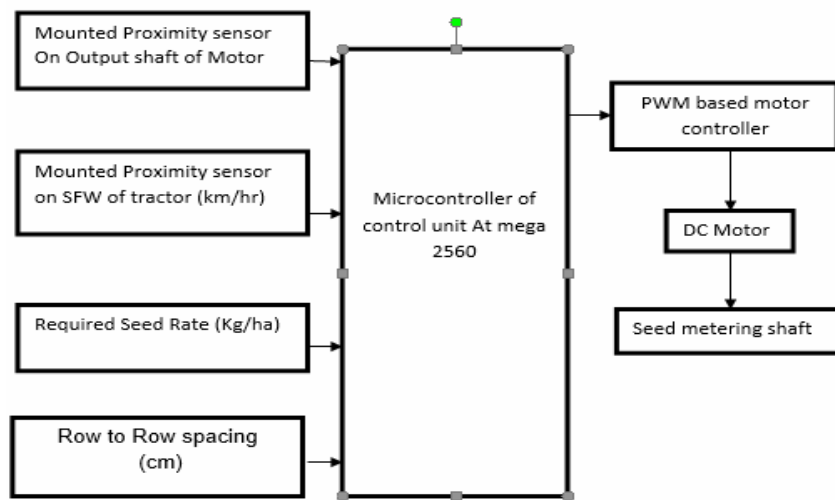 Mounted Proximity sensor
On Output shaft of Motor
Mounted Proximity sensor
on SFW of tractor (km/hr)
Required Seed Rate (Kg/ha)
Row to Row spacing
(cm)
Microcontroller of
control unit At mega
2560
PWM based motor
controller
DC Motor
Seed metering shaft